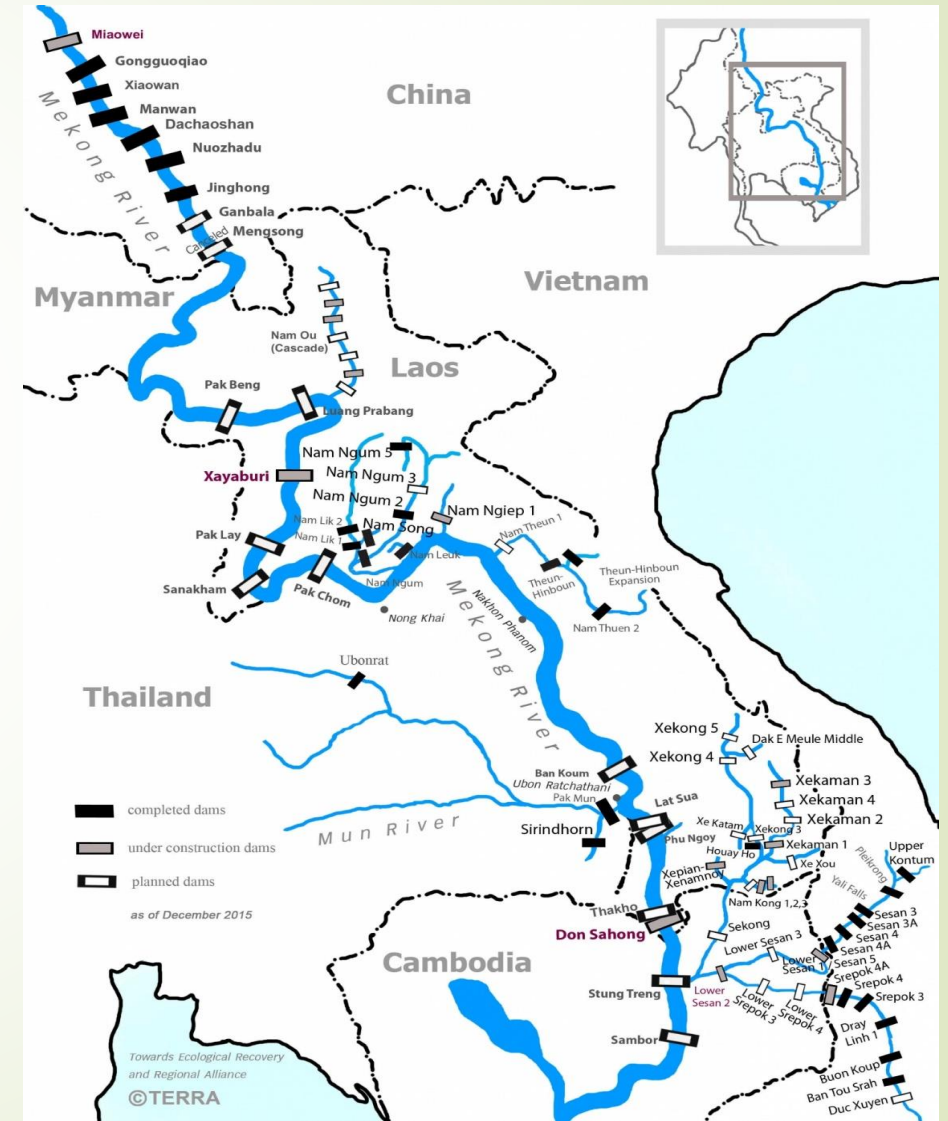 Miaowei
Gongguoqiao
Xiaowan
Manwan
Dachaoshan
Nuozhadu
Jinghong
Ganbala
Mengsong
Canceled
Mekong River
China
Myanmar
Vietnam
Nam Ou
(Cascade)
Laos
Pak Beng
Luang Prabang
Xayaburi
Nam Ngum 5
Nam Ngum 3
Nam Ngum 2
Nam Ngiep 1
Nam Lik 2
Nam Song
Nam Lik 1
Nam Leuk
Nam Ngum
Nam Theun 1
Theun-
Hinboun
Theun-Hinboun
Expansion
Nam Thuen 2
Pak Lay
Sanakham
Pak Chom
Nong Khai
Nakhon Phanom
Mekong River
Ubonrat
Thailand
Xekong 5
Dak E Meule Middle
Xekong 4
Xekaman 3
Xekaman 4
Xekaman 2
Ban Koum
Ubon Ratchathani
Pak Mun
Lat Sua
Sirindhorn
Phu Ngoy
Mun River
Xe Katam
Xekong 3
Houay Ho
Xekaman 1
Xe Xou
Xepian-
Xenamnoy
Nam Kong 1,2,3
Pleikrong
Upper
Kontum
Yali Falls
completed dams
under construction dams
planned dams
as of December 2015
Thakho
Don Sahong
Sekong
Lower Sesan 3
Sesan 3
Sesan 3A
Sesan 4
Sesan 4A
Lower
Sesan 1/
Sesan 5
Srepok 4A
Srepok 4
Srepok 3
Cambodia
Stung Treng
Lower
Sesan 2
Lower
Srepok 3
Lower
Srepok 4
Sambor
Dray
Linh 1
Buon Koup
Ban Tou Srah
Duc Xuyen
Towards Ecological Recovery
and Regional Alliance
©TERRA